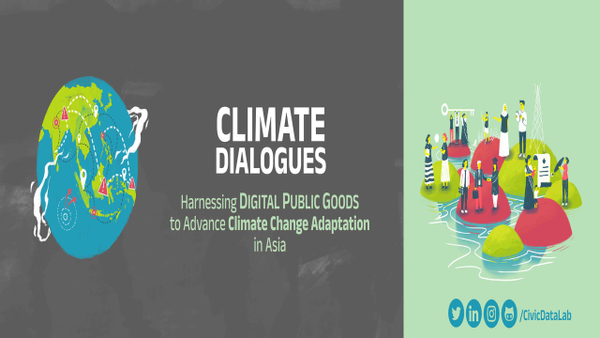 CLIMATE
DIALOGUES
Harnessing DIGITAL PUBLIC GOODS
to Advance Climate Change Adaptation
in Asia
/CivicDataLab